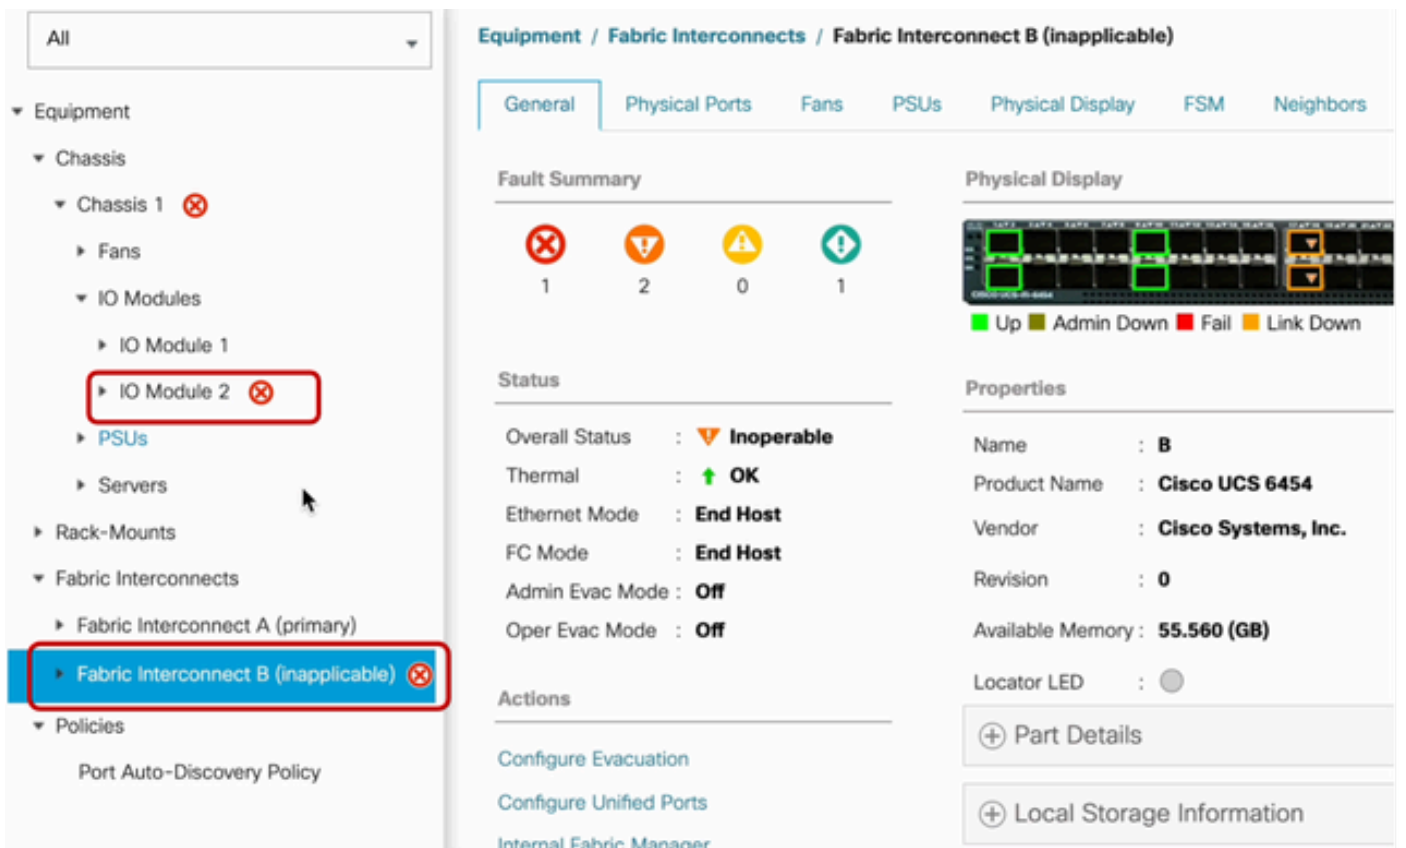 All
Equipment
Chassis
Chassis 1
Fans
IO Modules
IO Module 1
IO Module 2
PSUs
Servers
Rack-Mounts
Fabric Interconnects
Fabric Interconnect A (primary)
Fabric Interconnect B (inapplicable)
Policies
Port Auto-Discovery Policy
Equipment / Fabric Interconnects / Fabric Interconnect B (inapplicable)
General Physical Ports Fans PSUs Physical Display FSM Neighbors
Fault Summary
1 2 0 1
Status
Overall Status : Inoperable
Thermal : OK
Ethernet Mode : End Host
FC Mode : End Host
Admin Evac Mode : Off
Oper Evac Mode : Off
Actions
Configure Evacuation
Configure Unified Ports
Internal Fabric Manager
Physical Display
Up Admin Down Fail Link Down
Properties
Name : B
Product Name : Cisco UCS 6454
Vendor : Cisco Systems, Inc.
Revision : 0
Available Memory : 55.560 (GB)
Locator LED :
Part Details
Local Storage Information